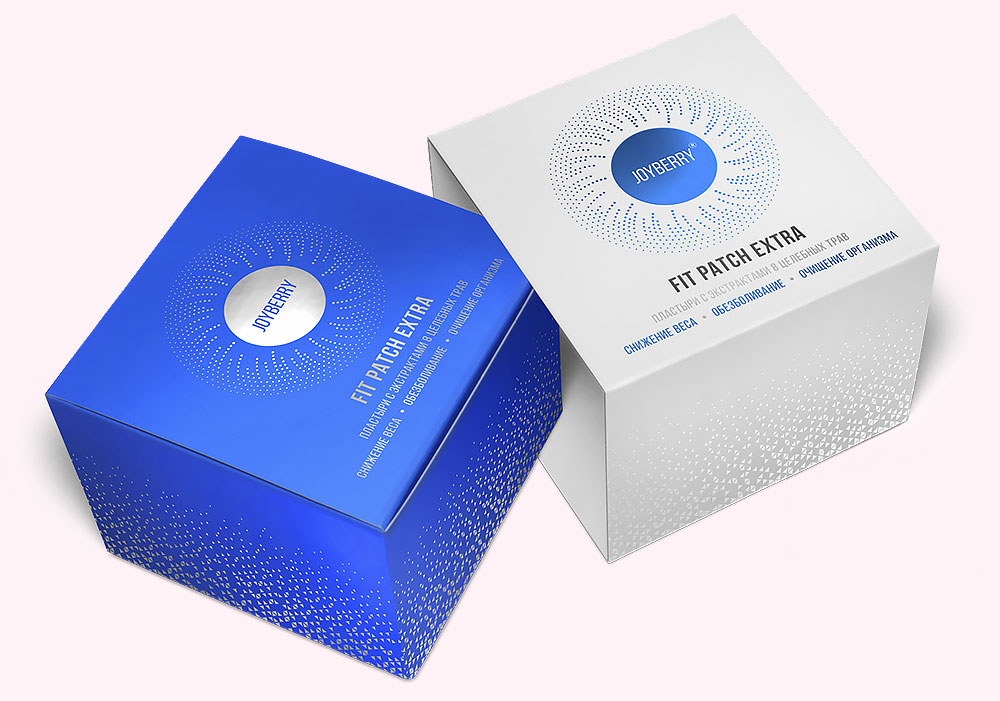 JOYBERRY
FIT PATCH EXTRA
ПЛАСТЫРИ С ЭКСТРАКТАМИ 8 ЦЕЛЕБНЫХ ТРАВ
СНИЖЕНИЕ ВЕСА • ОБЕЗБОЛИВАНИЕ • ОЧИЩЕНИЕ ОРГАНИЗМА
JOYBERRY®
FIT PATCH EXTRA
ПЛАСТЫРИ С ЭКСТРАКТАМИ 8 ЦЕЛЕБНЫХ ТРАВ
СНИЖЕНИЕ ВЕСА • ОБЕЗБОЛИВАНИЕ • ОЧИЩЕНИЕ ОРГАНИЗМА